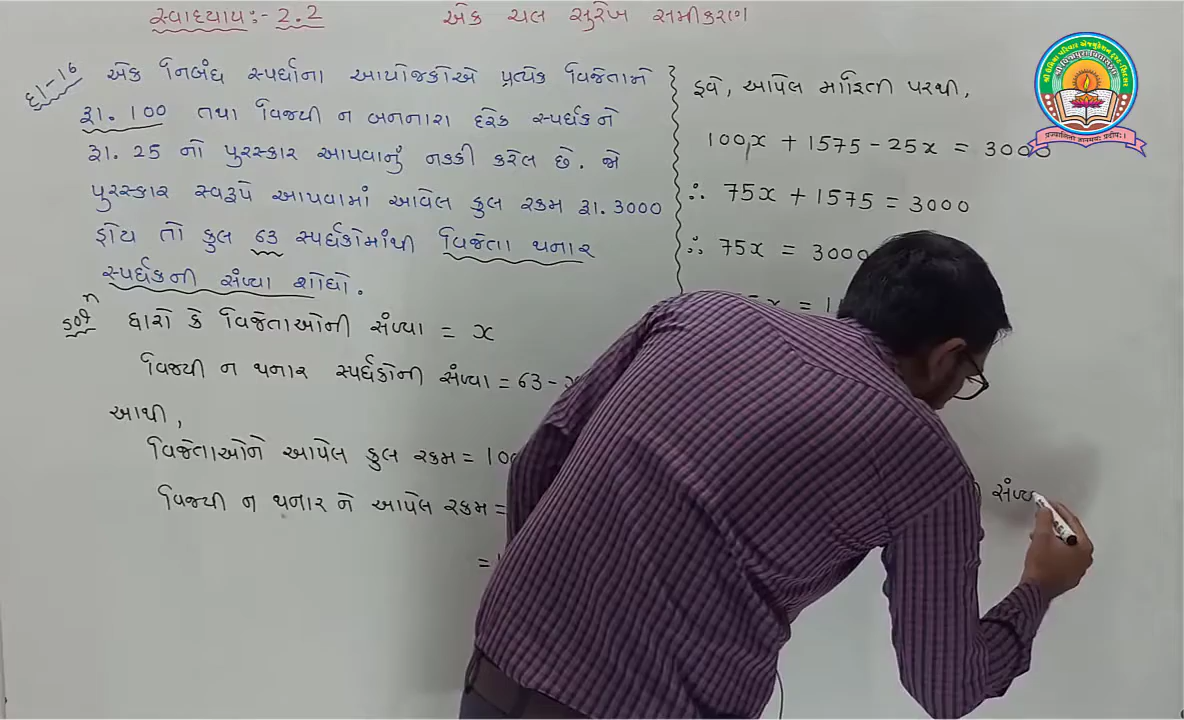 સ્વાધ્યાય:- 2.2 એક ચલ સુરેખ સમીકરણ
દા-16 એક નિબંધ સ્પર્ધાના આયોજકોએ પ્રત્યેક વિજેતાને
રૂા. 100 તથા વિજયી ન બનનારા દરેક સ્પર્ધકને
રૂા. 25 નો પુરસ્કાર આપવાનું નક્કી કરેલ છે. જો
પુરસ્કાર સ્વરૂપે આપવામાં આવેલ કુલ રકમ રૂા. 3000
હોય તો કુલ 63 સ્પર્ધકોમાંથી વિજેતા થનાર
સ્પર્ધકની સંખ્યા શોધો.
solⁿ ધારો કે વિજેતાઓની સંખ્યા = x
વિજયી ન થનાર સ્પર્ધકોની સંખ્યા = 63 - x
આથી,
વિજેતાઓને આપેલ કુલ રકમ = 100
વિજયી ન થનાર ને આપેલ રકમ =
=
હવે, આપેલ માહિતી પરથી,
100x + 1575 - 25x = 3000
∴ 75x + 1575 = 3000
∴ 75x = 3000
x = 1
સંખ્ય